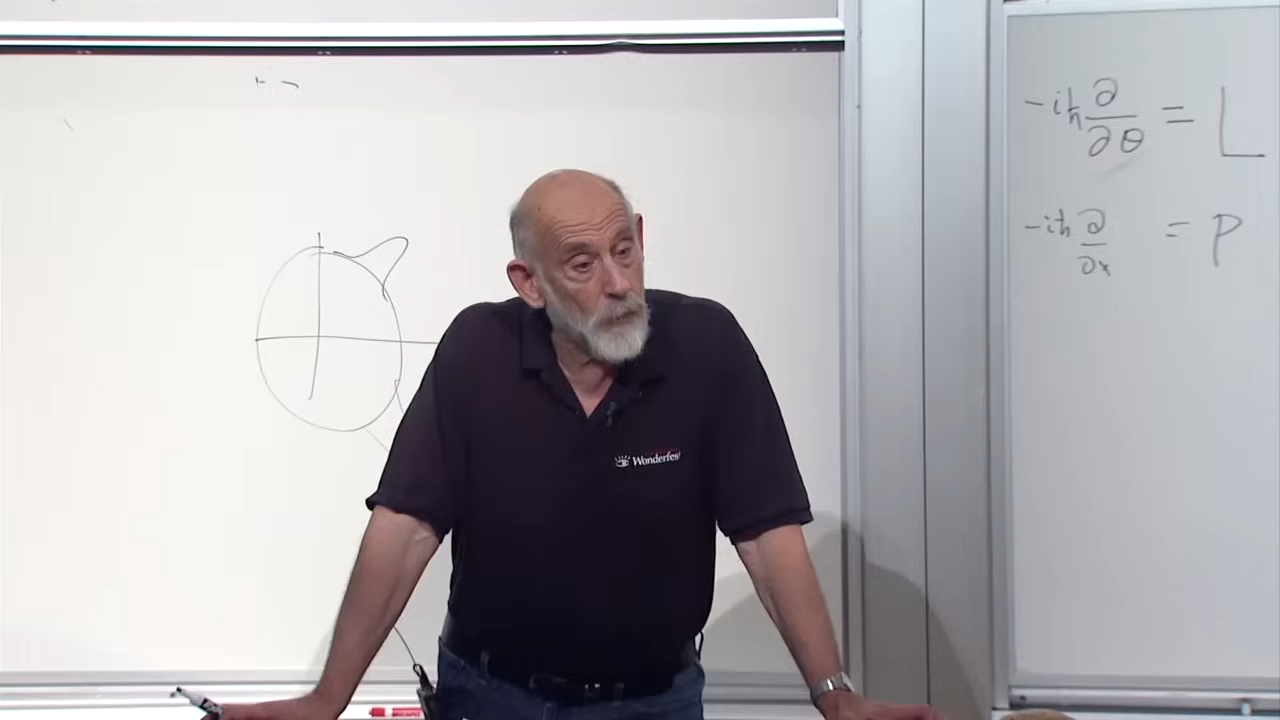 -iħ ∂/∂θ = L
-iħ ∂/∂x = P
Wonderfest